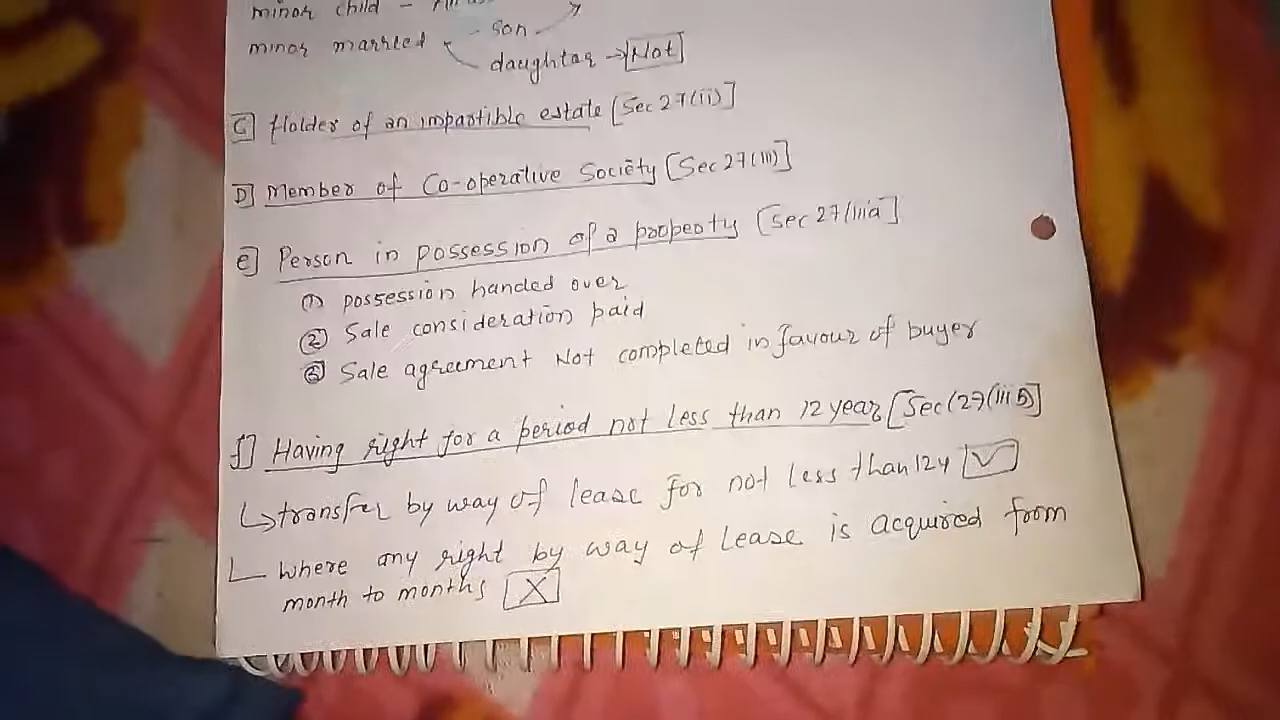 minor child -
minor married - son
daughter → Not
C] Holder of an impartible estate [Sec 27(ii)]
D] Member of Co-operative Society [Sec 27(iii)]
e] Person in possession of a property [Sec 27/iiia]
① possession handed over
② Sale consideration paid
③ Sale agreement Not completed in favour of buyer
f] Having right for a period not less than 12 year [Sec (27(iii b]
↳ transfer by way of lease for not less than 12y ✓
∟ where any right by way of lease is acquired from
month to months X